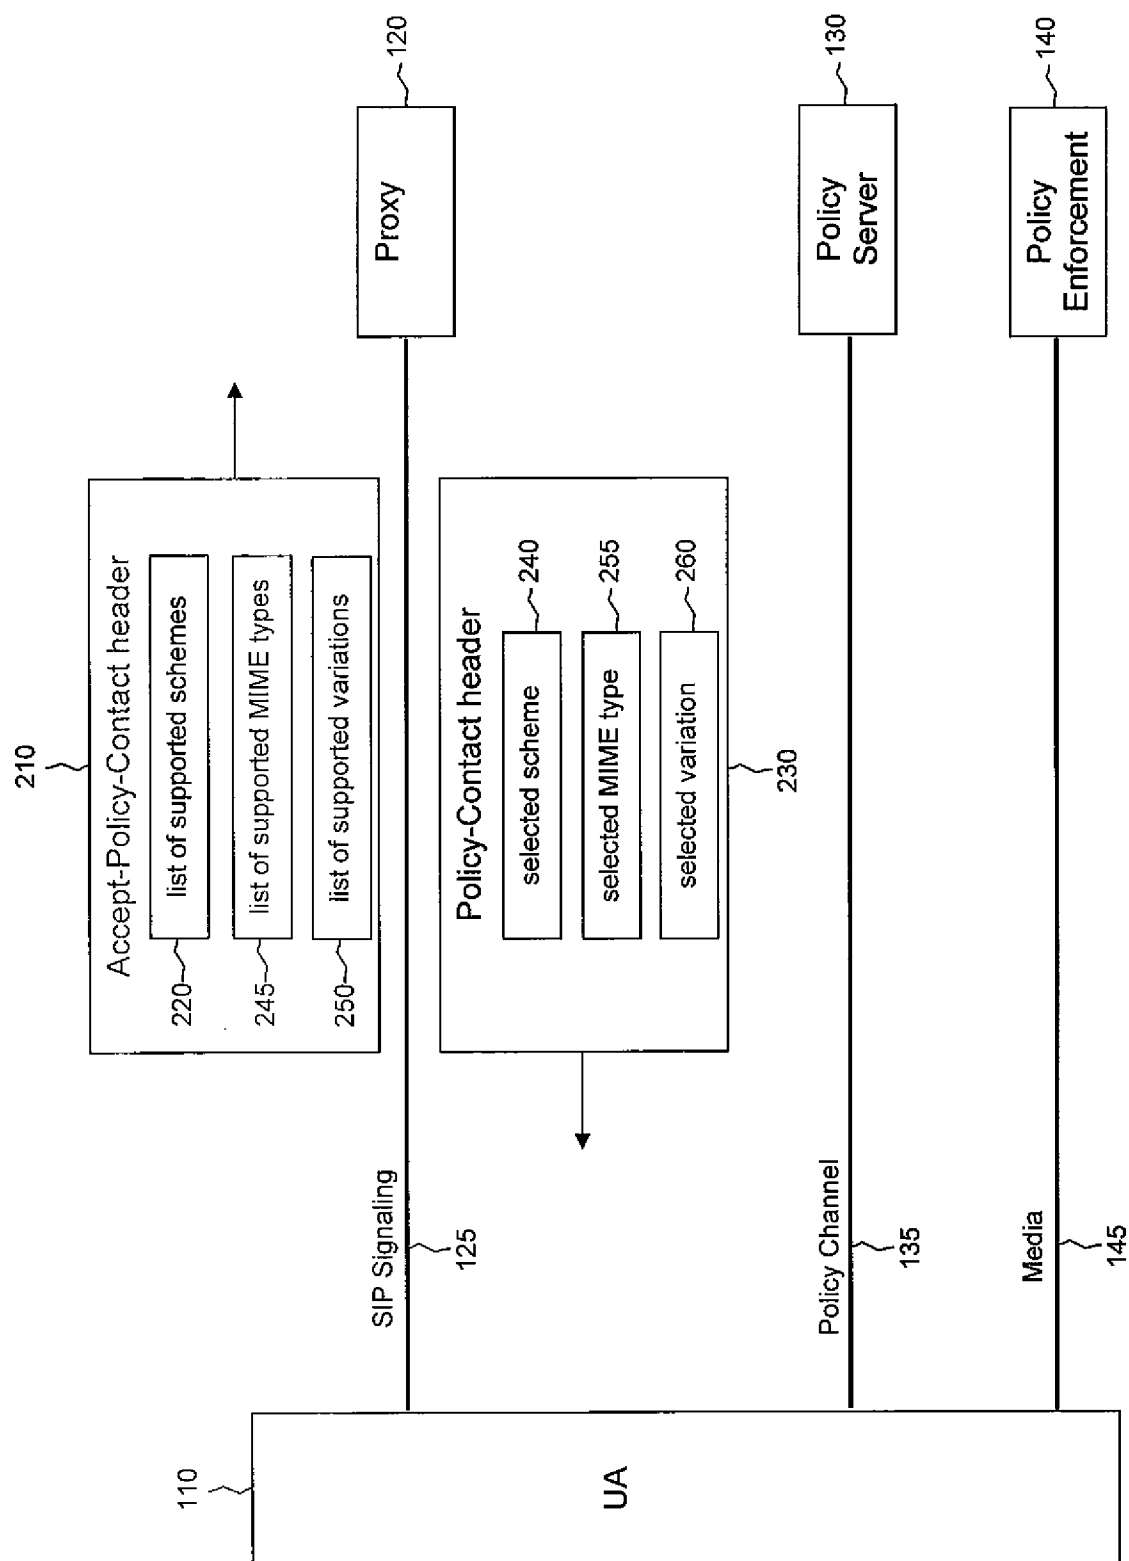 210
Accept-Policy-Contact header
220
list of supported schemes
245
list of supported MIME types
250
list of supported variations
110
UA
SIP Signaling
125
Proxy
120
Policy-Contact header
selected scheme
240
selected MIME type
255
selected variation
260
230
Policy Channel
135
Policy
Server
130
Media
145
Policy
Enforcement
140